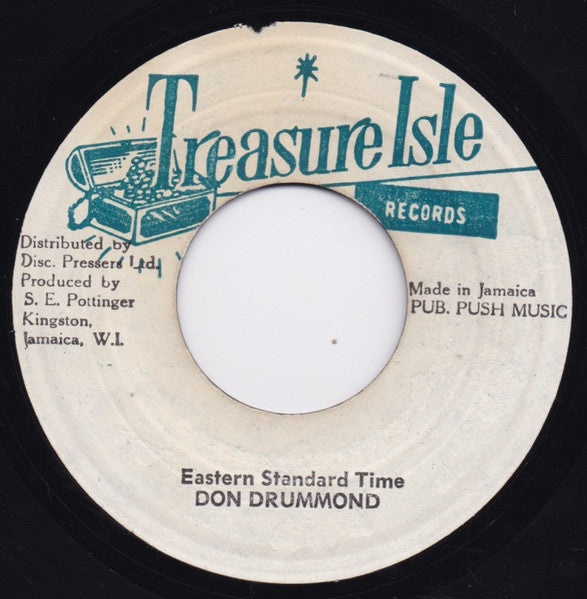 Treasure Isle
RECORDS
Distributed by
Disc. Pressers Ltd.
Produced by
S. E. Pottinger
Kingston,
Jamaica, W.I.
Made in Jamaica
PUB. PUSH MUSIC
Eastern Standard Time
DON DRUMMOND